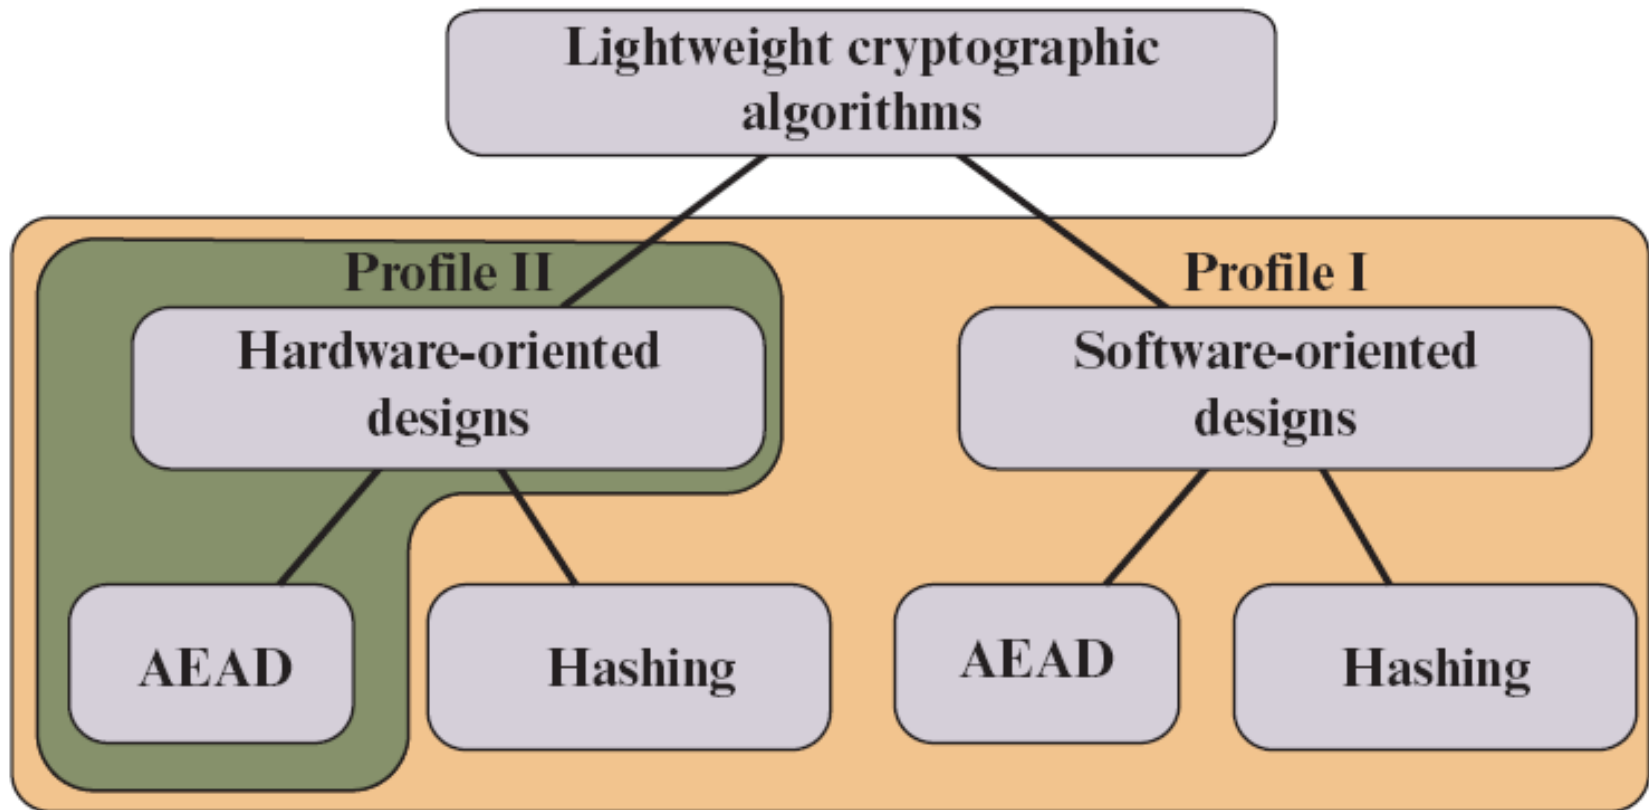 Lightweight cryptographic
algorithms
Profile II
Profile I
Hardware-oriented
designs
Software-oriented
designs
AEAD
Hashing
AEAD
Hashing